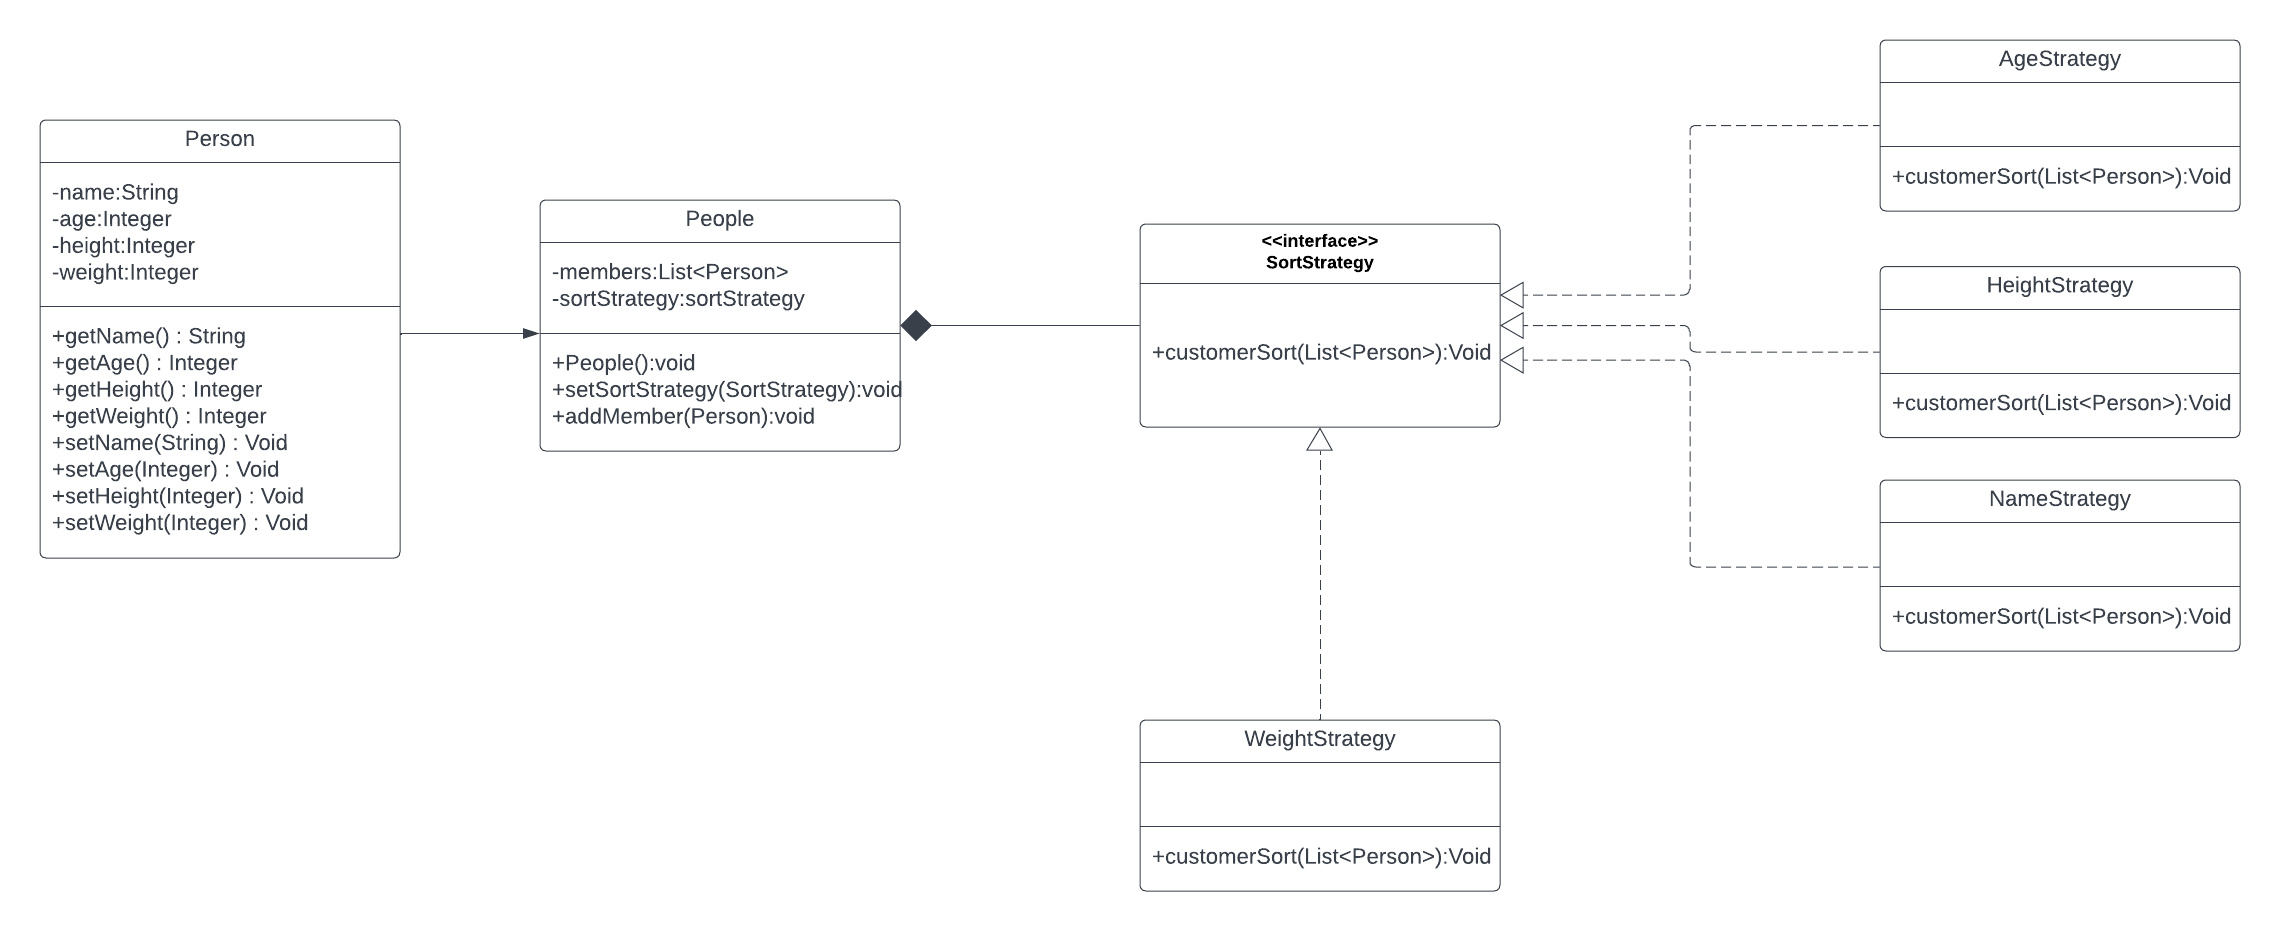 Person
-name:String
-age:Integer
-height:Integer
-weight:Integer
+getName() : String
+getAge() : Integer
+getHeight() : Integer
+getWeight() : Integer
+setName(String) : Void
+setAge(Integer) : Void
+setHeight(Integer) : Void
+setWeight(Integer) : Void
People
-members:List<Person>
-sortStrategy:sortStrategy
+People():void
+setSortStrategy(SortStrategy):void
+addMember(Person):void
<<interface>>
SortStrategy
+customerSort(List<Person>):Void
AgeStrategy
+customerSort(List<Person>):Void
HeightStrategy
+customerSort(List<Person>):Void
NameStrategy
+customerSort(List<Person>):Void
WeightStrategy
+customerSort(List<Person>):Void